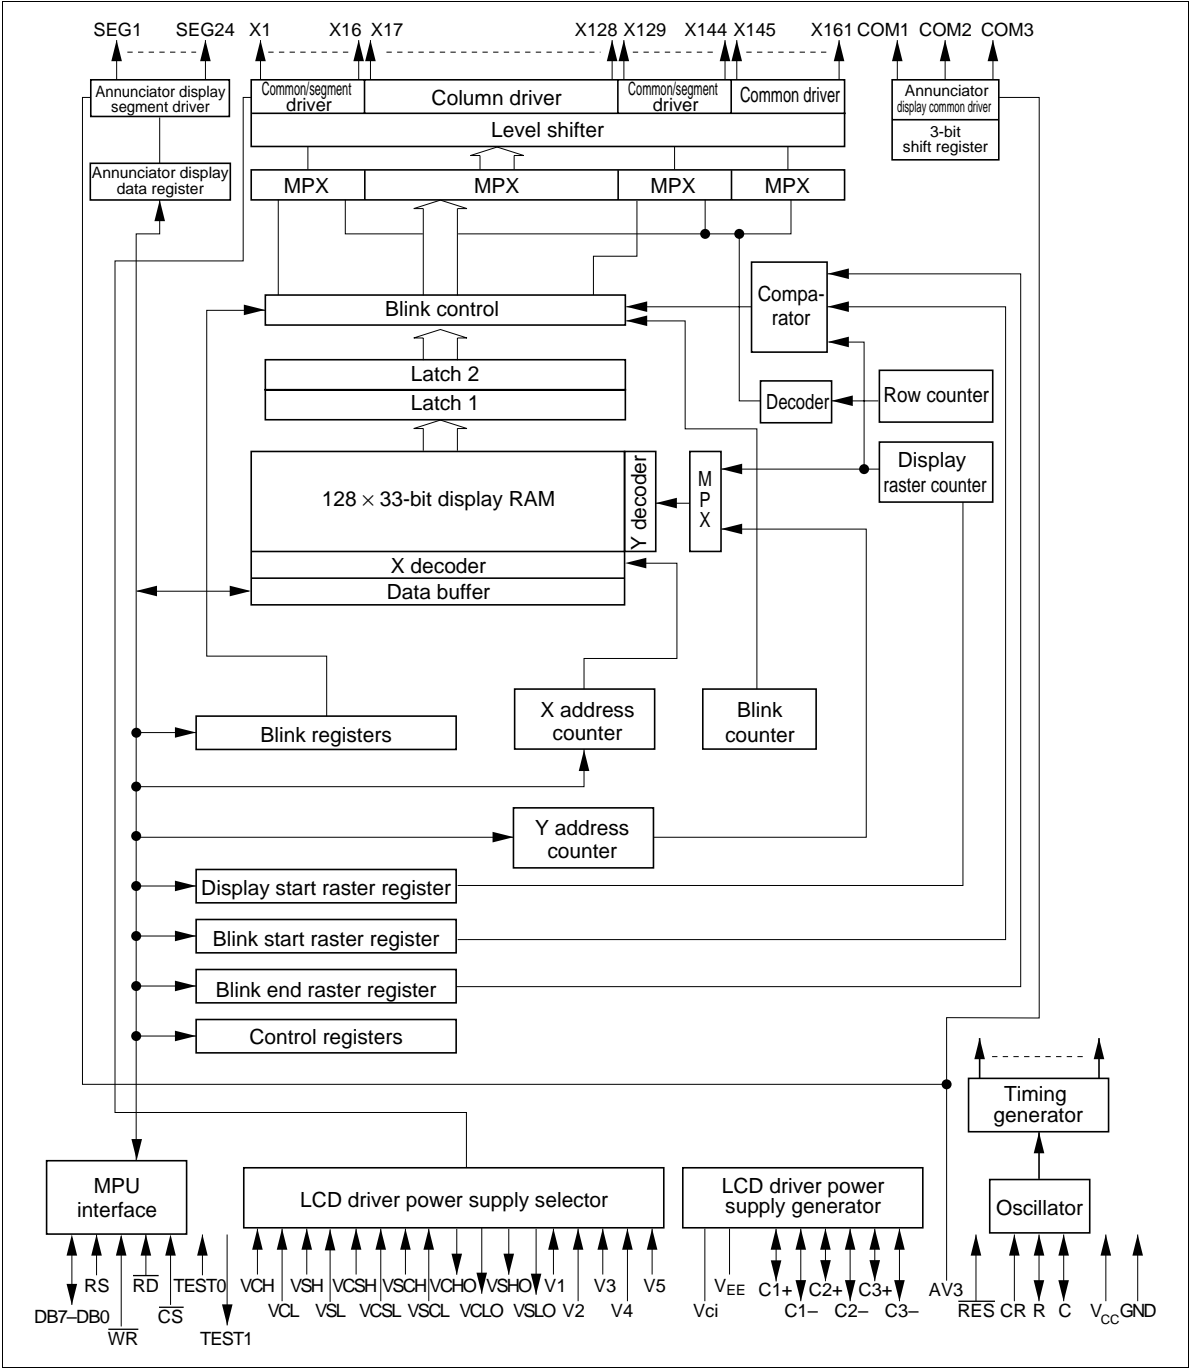 SEG1 SEG24 X1 X16 X17 X128 X129 X144 X145 X161 COM1 COM2 COM3
Annunciator display
segment driver
Common/segment
driver
Column driver
Common/segment
driver
Common driver
Annunciator
display common driver
Level shifter
3-bit
shift register
Annunciator display
data register
MPX MPX MPX MPX
Blink control
Compa-
rator
Latch 2
Latch 1
Decoder
Row counter
128 × 33-bit display RAM
Y decoder
MPX
Display
raster counter
X decoder
Data buffer
Blink registers
X address
counter
Blink
counter
Y address
counter
Display start raster register
Blink start raster register
Blink end raster register
Control registers
Timing
generator
MPU
interface
LCD driver power supply selector
LCD driver power
supply generator
Oscillator
RS R̅D̅ TEST0 VCH VSH VCSH VSCH VCHO VSHO V1 V3 V5 VEE C1+ C2+ C3+ AV3
DB7–DB0 C̅S̅ VCL VSL VCSL VSCL VCLO VSLO V2 V4 Vci C1– C2– C3– R̅E̅S̅ CR R C VCC GND
W̅R̅ TEST1